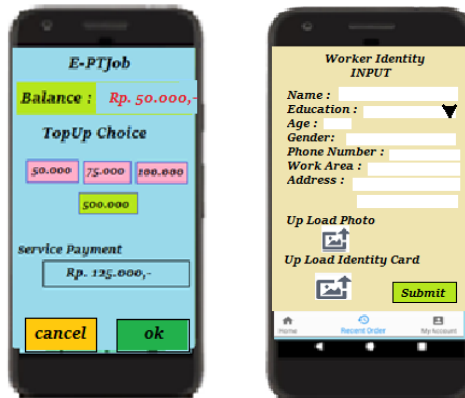 E-PTJob
Balance : Rp. 50.000,-
TopUp Choice
50.000 75.000 100.000
500.000
service Payment
Rp. 125.000,-
cancel ok
Worker Identity
INPUT
Name :
Education :
Age :
Gender:
Phone Number :
Work Area :
Address :
Up Load Photo
Up Load Identity Card
Submit
Home Recent Order My Account